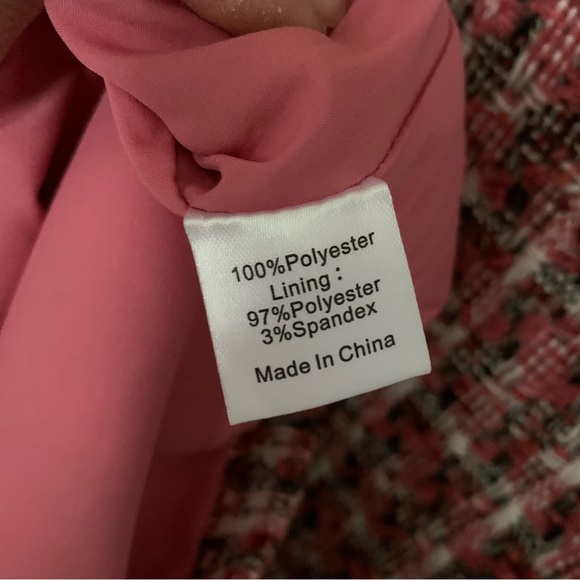 100%Polyester
Lining :
97%Polyester
3%Spandex
Made In China